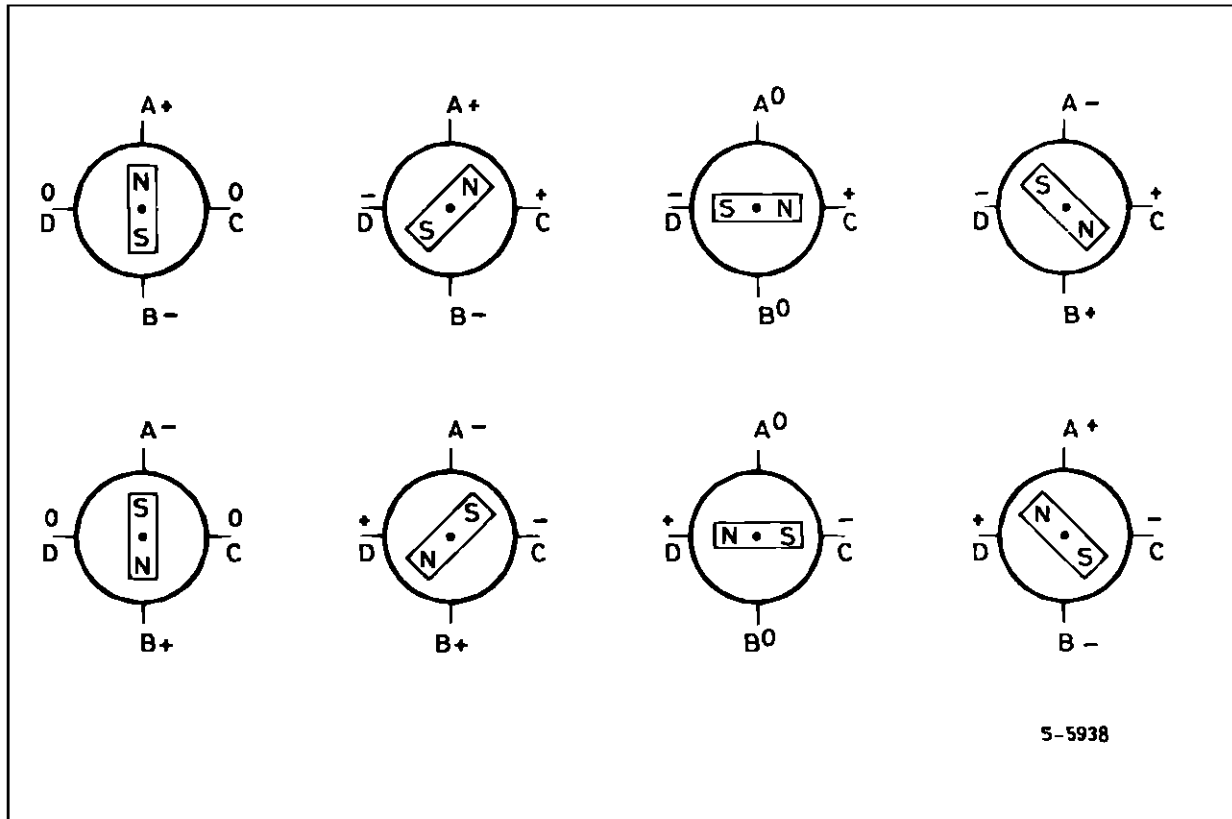 A+ A+ A0 A-
N N S
0 0 - + - S N + - +
D C D C D C D C
S S N
B- B- B0 B+
A- A- A0 A+
S S N
0 0 + - + N S - + -
D C D C D C D C
N N S
B+ B+ B0 B-
5-5938